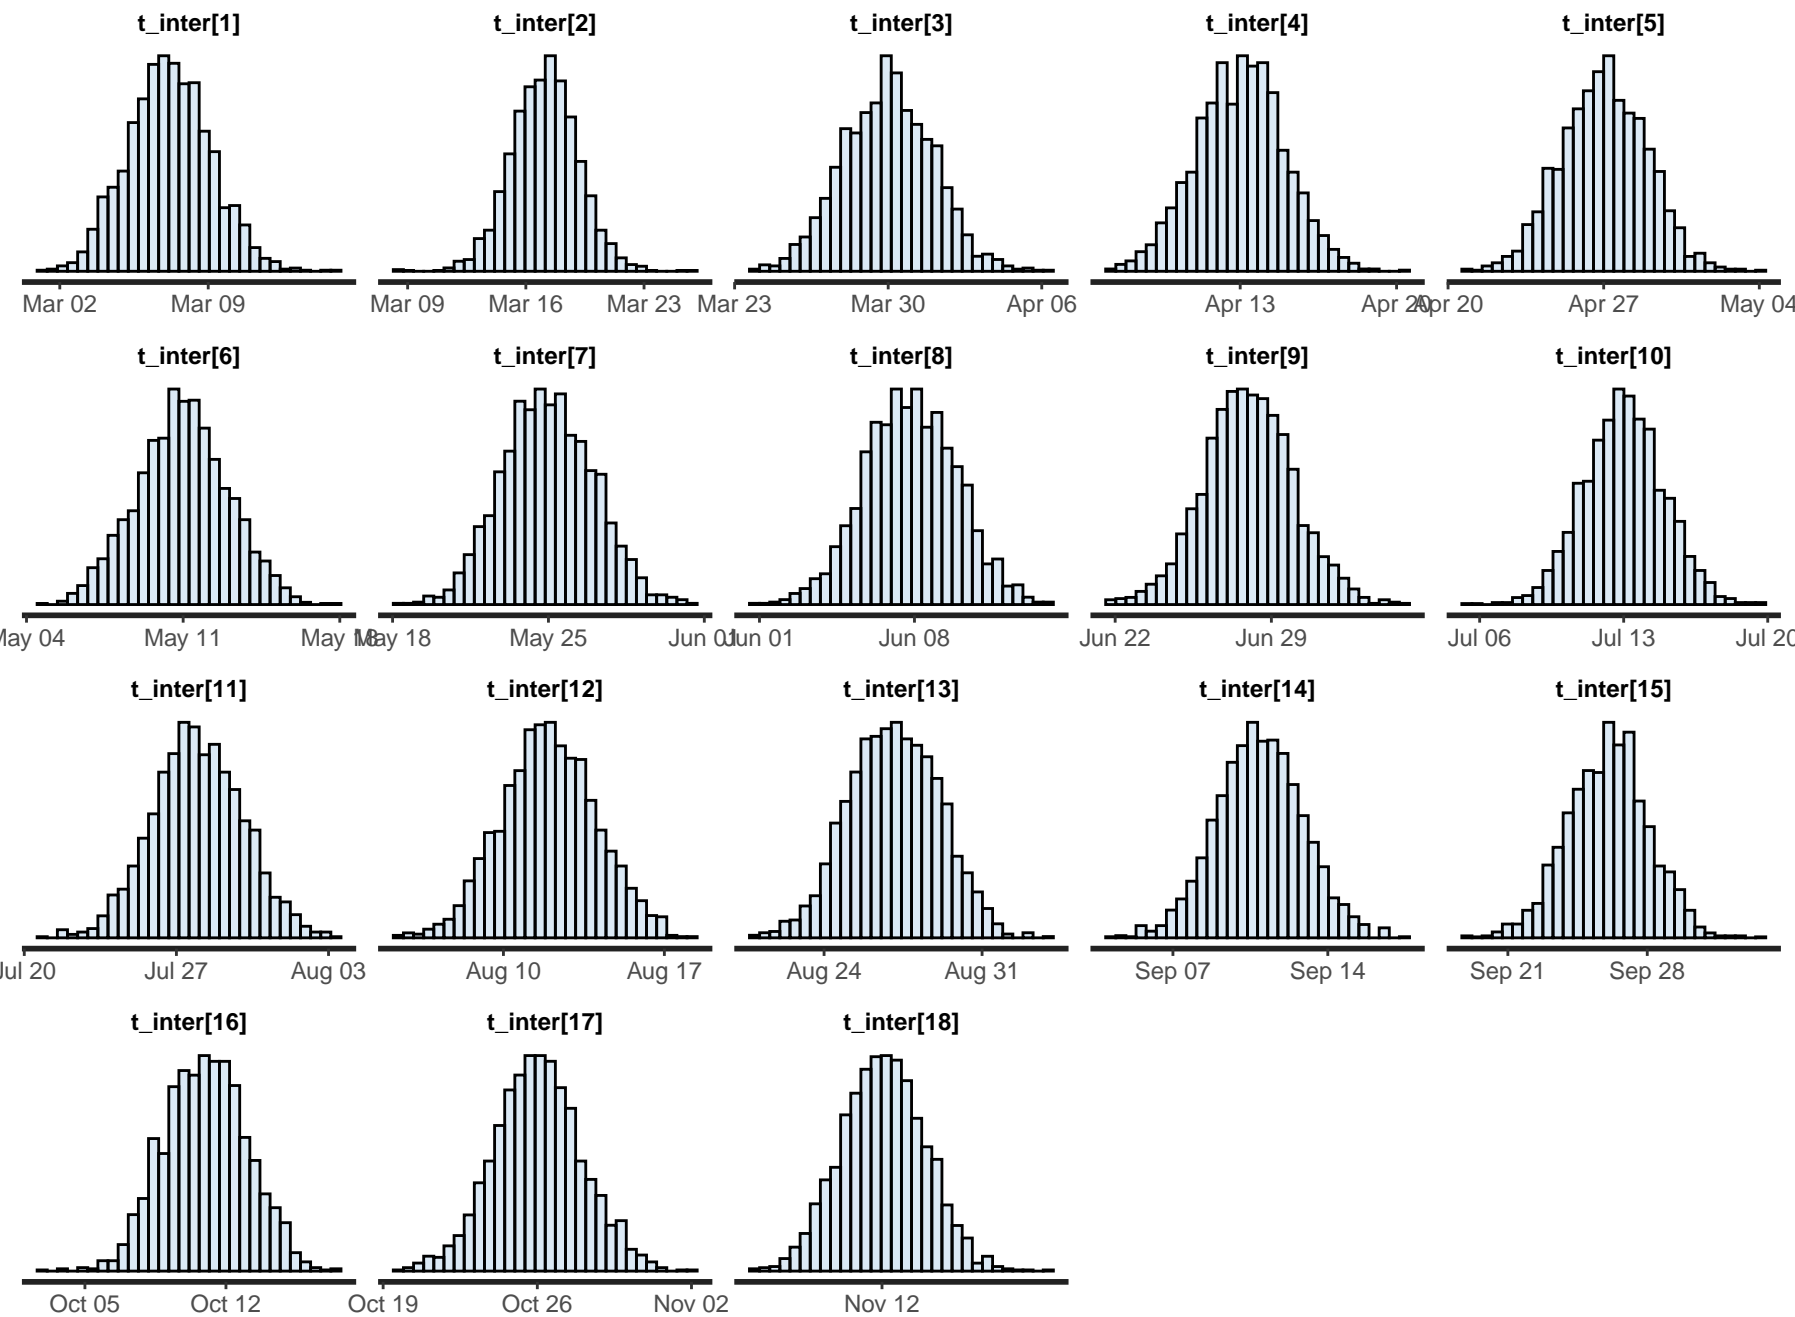 t_inter[1] t_inter[2] t_inter[3] t_inter[4] t_inter[5]
Mar 02 Mar 09 Mar 09 Mar 16 Mar 23 Mar 23 Mar 30 Apr 06 Apr 13 Apr 20 Apr 20 Apr 27 May 04
t_inter[6] t_inter[7] t_inter[8] t_inter[9] t_inter[10]
May 04 May 11 May 18 May 18 May 25 Jun 01 Jun 01 Jun 08 Jun 22 Jun 29 Jul 06 Jul 13 Jul 20
t_inter[11] t_inter[12] t_inter[13] t_inter[14] t_inter[15]
Jul 20 Jul 27 Aug 03 Aug 10 Aug 17 Aug 24 Aug 31 Sep 07 Sep 14 Sep 21 Sep 28
t_inter[16] t_inter[17] t_inter[18]
Oct 05 Oct 12 Oct 19 Oct 26 Nov 02 Nov 12